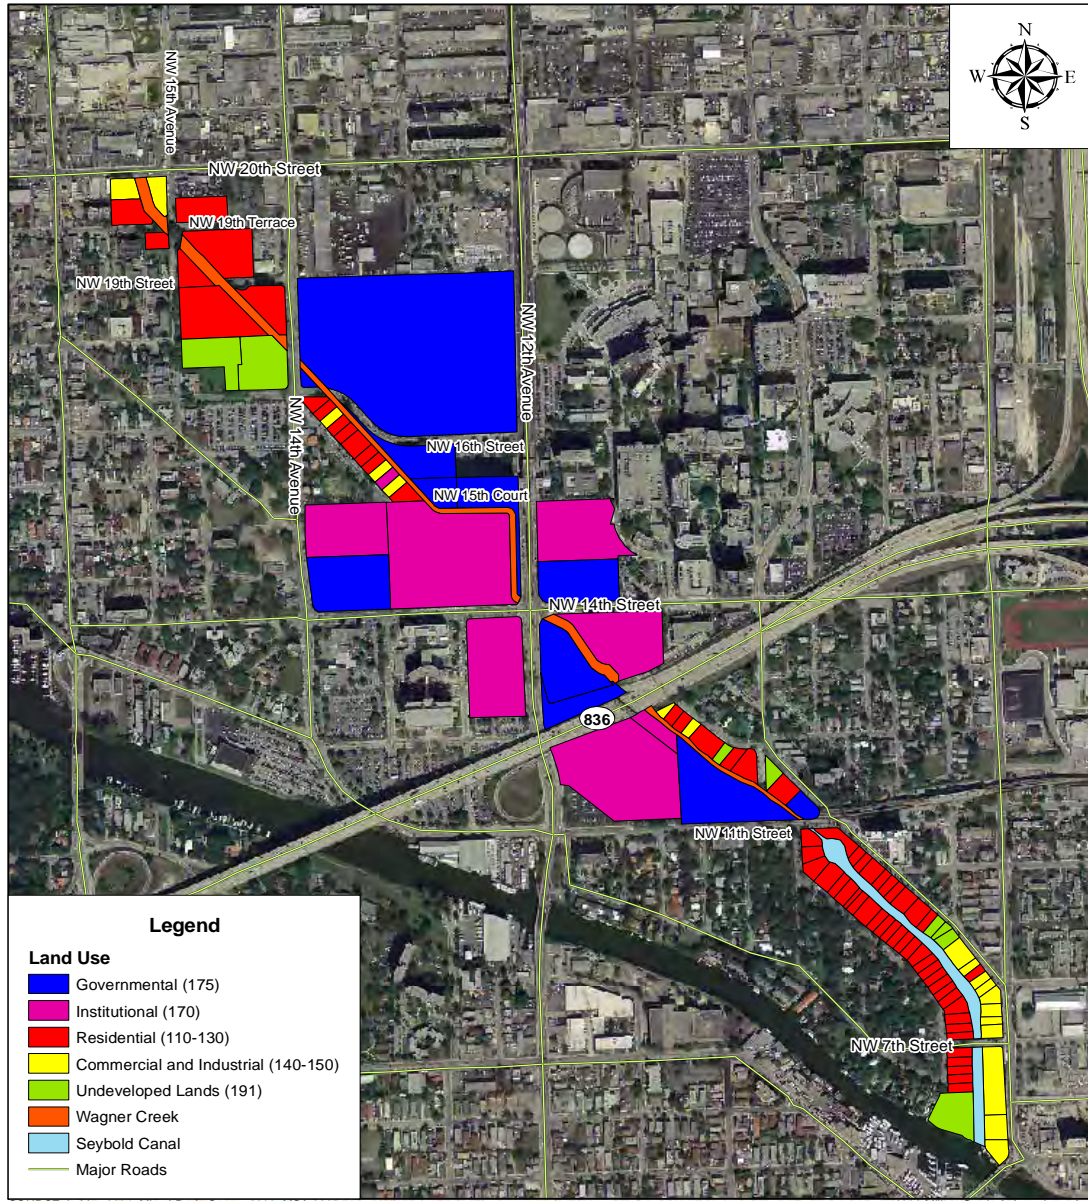 N
W E
S
NW 15th Avenue
NW 20th Street
NW 19th Terrace
NW 19th Street
NW 12th Avenue
NW 14th Avenue
NW 16th Street
NW 15th Court
NW 14th Street
836
NW 11th Street
NW 7th Street
Legend
Land Use
Governmental (175)
Institutional (170)
Residential (110-130)
Commercial and Industrial (140-150)
Undeveloped Lands (191)
Wagner Creek
Seybold Canal
Major Roads